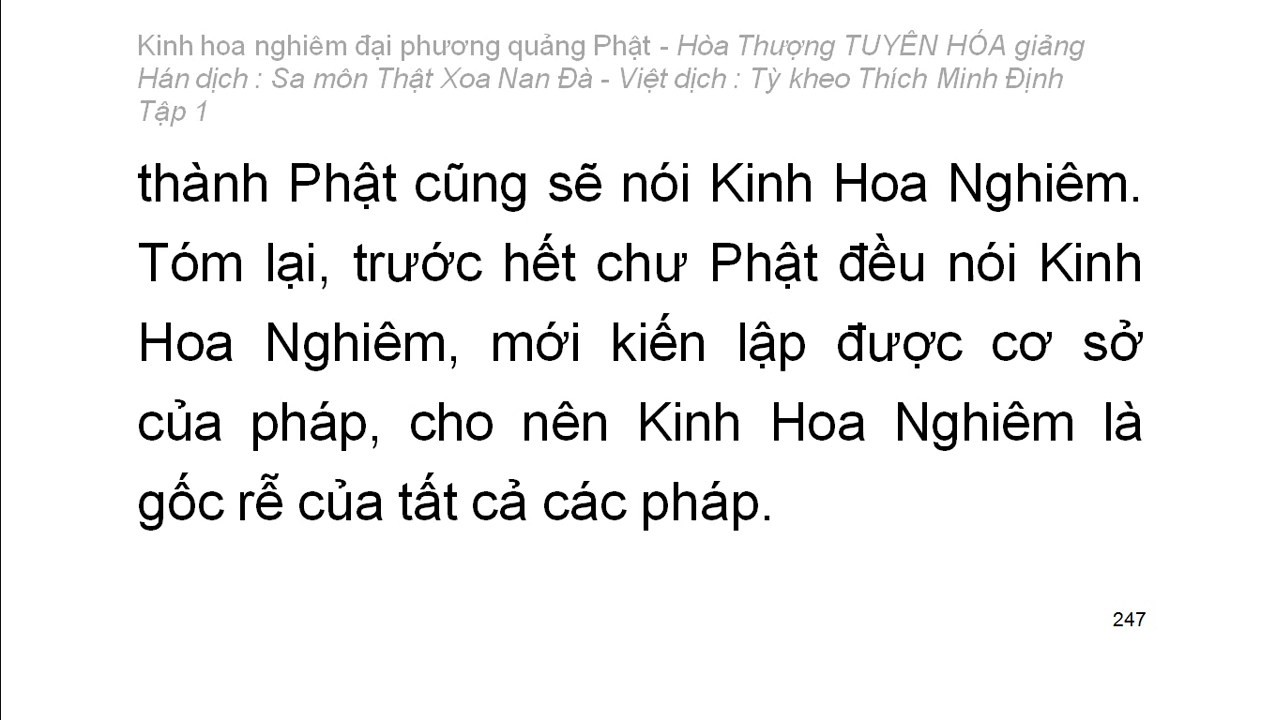 Kinh hoa nghiêm đại phương quảng Phật - Hòa Thượng TUYÊN HÓA giảng
Hán dịch : Sa môn Thật Xoa Nan Đà - Việt dịch : Tỳ kheo Thích Minh Định
Tập 1
thành Phật cũng sẽ nói Kinh Hoa Nghiêm.
Tóm lại, trước hết chư Phật đều nói Kinh
Hoa Nghiêm, mới kiến lập được cơ sở
của pháp, cho nên Kinh Hoa Nghiêm là
gốc rễ của tất cả các pháp.
247